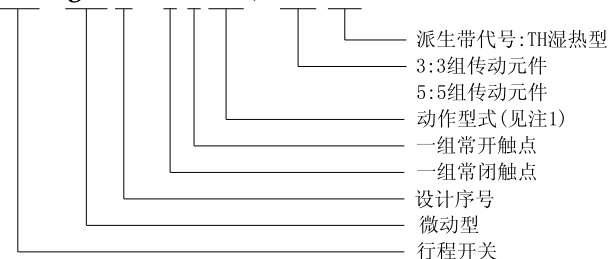 派生带代号:TH湿热型
3:3组传动元件
5:5组传动元件
动作型式(见注1)
一组常开触点
一组常闭触点
设计序号
微动型
行程开关